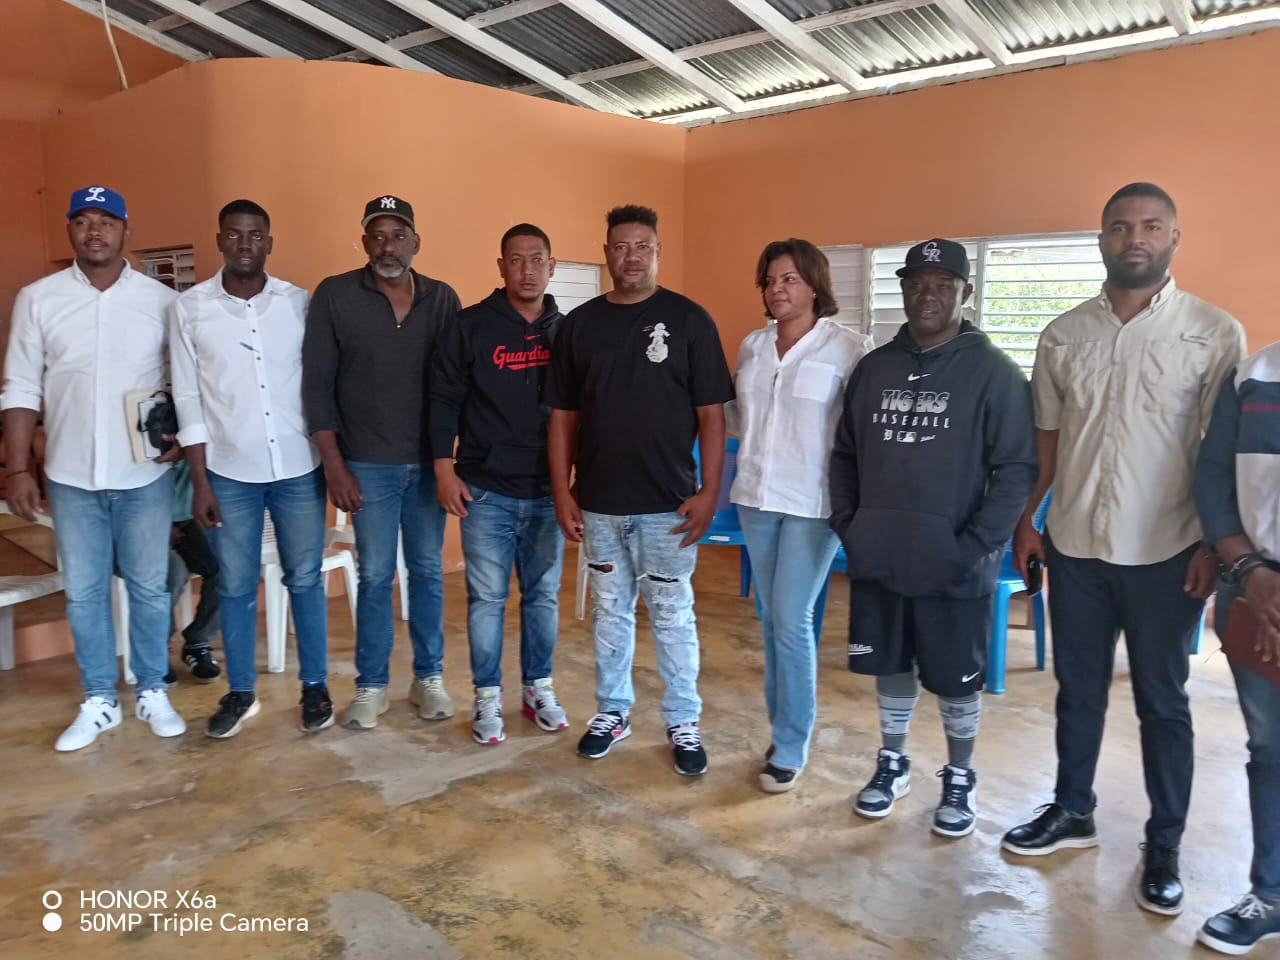 L
NY
Guardia
CR
TIGERS
BASEBALL
D
HONOR X6a
50MP Triple Camera